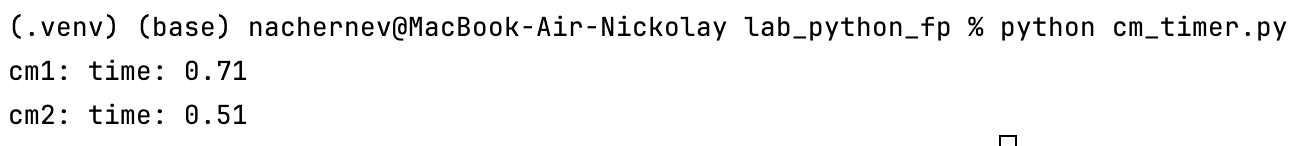 (.venv) (base) nachernev@MacBook-Air-Nickolay lab_python_fp % python cm_timer.py
cm1: time: 0.71
cm2: time: 0.51